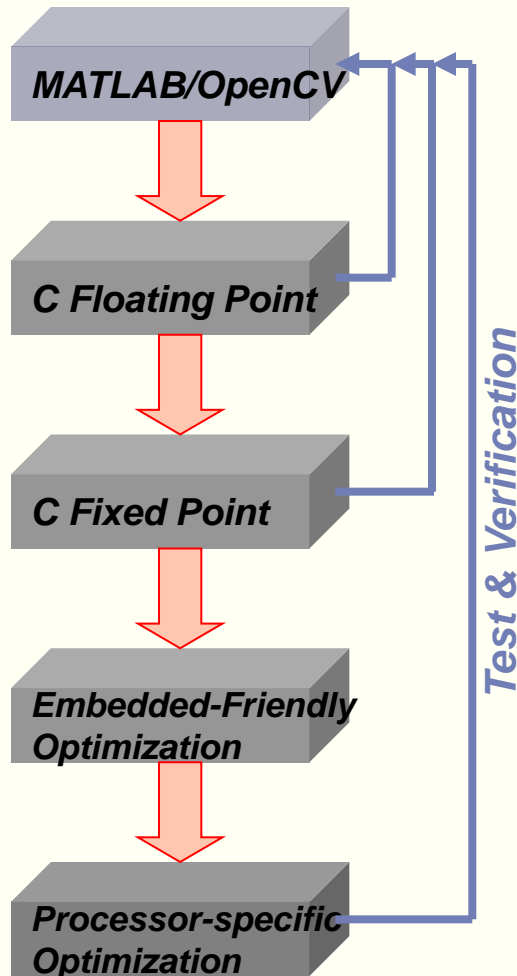 MATLAB/OpenCV
C Floating Point
C Fixed Point
Embedded-Friendly
Optimization
Processor-specific
Optimization
Test & Verification